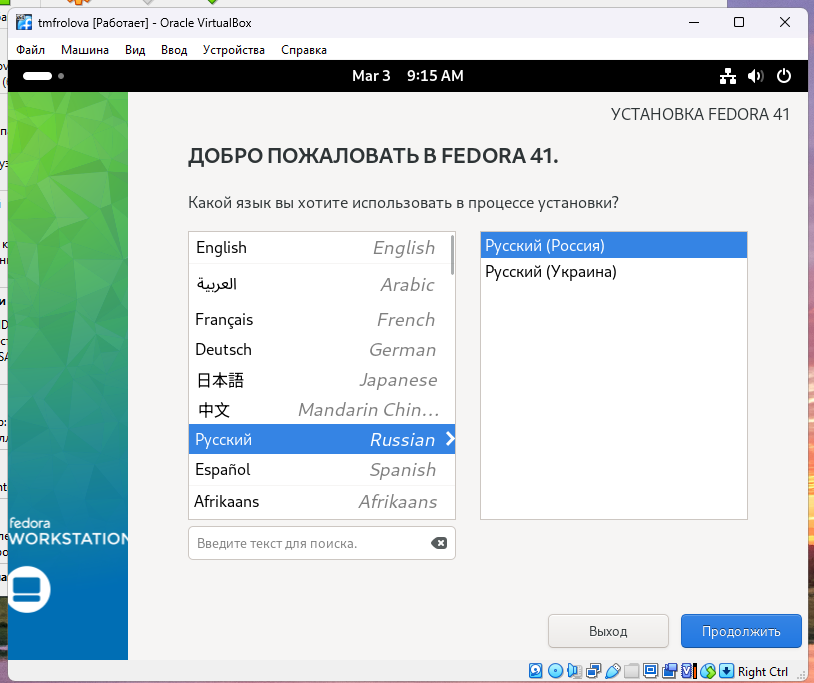 tmfrolova [Работает] - Oracle VirtualBox
Файл Машина Вид Ввод Устройства Справка
Mar 3 9:15 AM
УСТАНОВКА FEDORA 41
ДОБРО ПОЖАЛОВАТЬ В FEDORA 41.
Какой язык вы хотите использовать в процессе установки?
English English
العربية Arabic
Français French
Deutsch German
日本語 Japanese
中文 Mandarin Chin...
Русский Russian
Español Spanish
Afrikaans Afrikaans
Русский (Россия)
Русский (Украина)
Введите текст для поиска.
fedora
WORKSTATION
Выход Продолжить
Right Ctrl